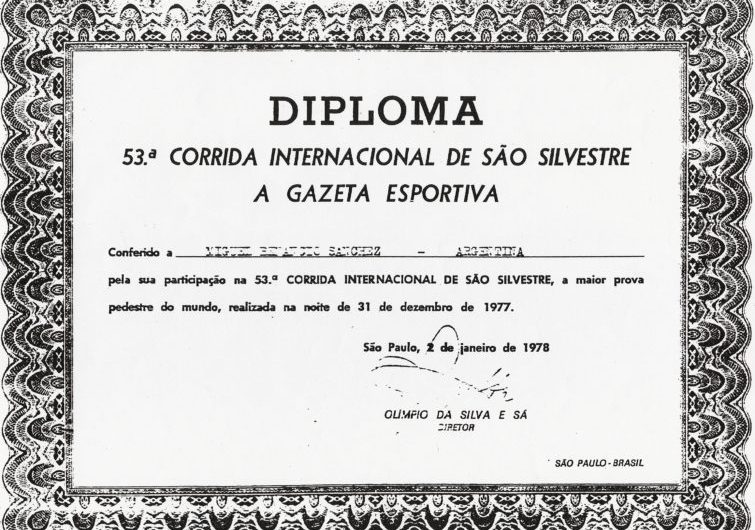 DIPLOMA
53.ª CORRIDA INTERNACIONAL DE SÃO SILVESTRE
A GAZETA ESPORTIVA
Conferido a MIGUEL BENANCIO SANCHEZ - ARGENTINA
pela sua participação na 53.ª CORRIDA INTERNACIONAL DE SÃO SILVESTRE, a maior prova
pedestre do mundo, realizada na noite de 31 de dezembro de 1977.
São Paulo, 2 de janeiro de 1978
OLÍMPIO DA SILVA E SÁ
DIRETOR
SÃO PAULO - BRASIL